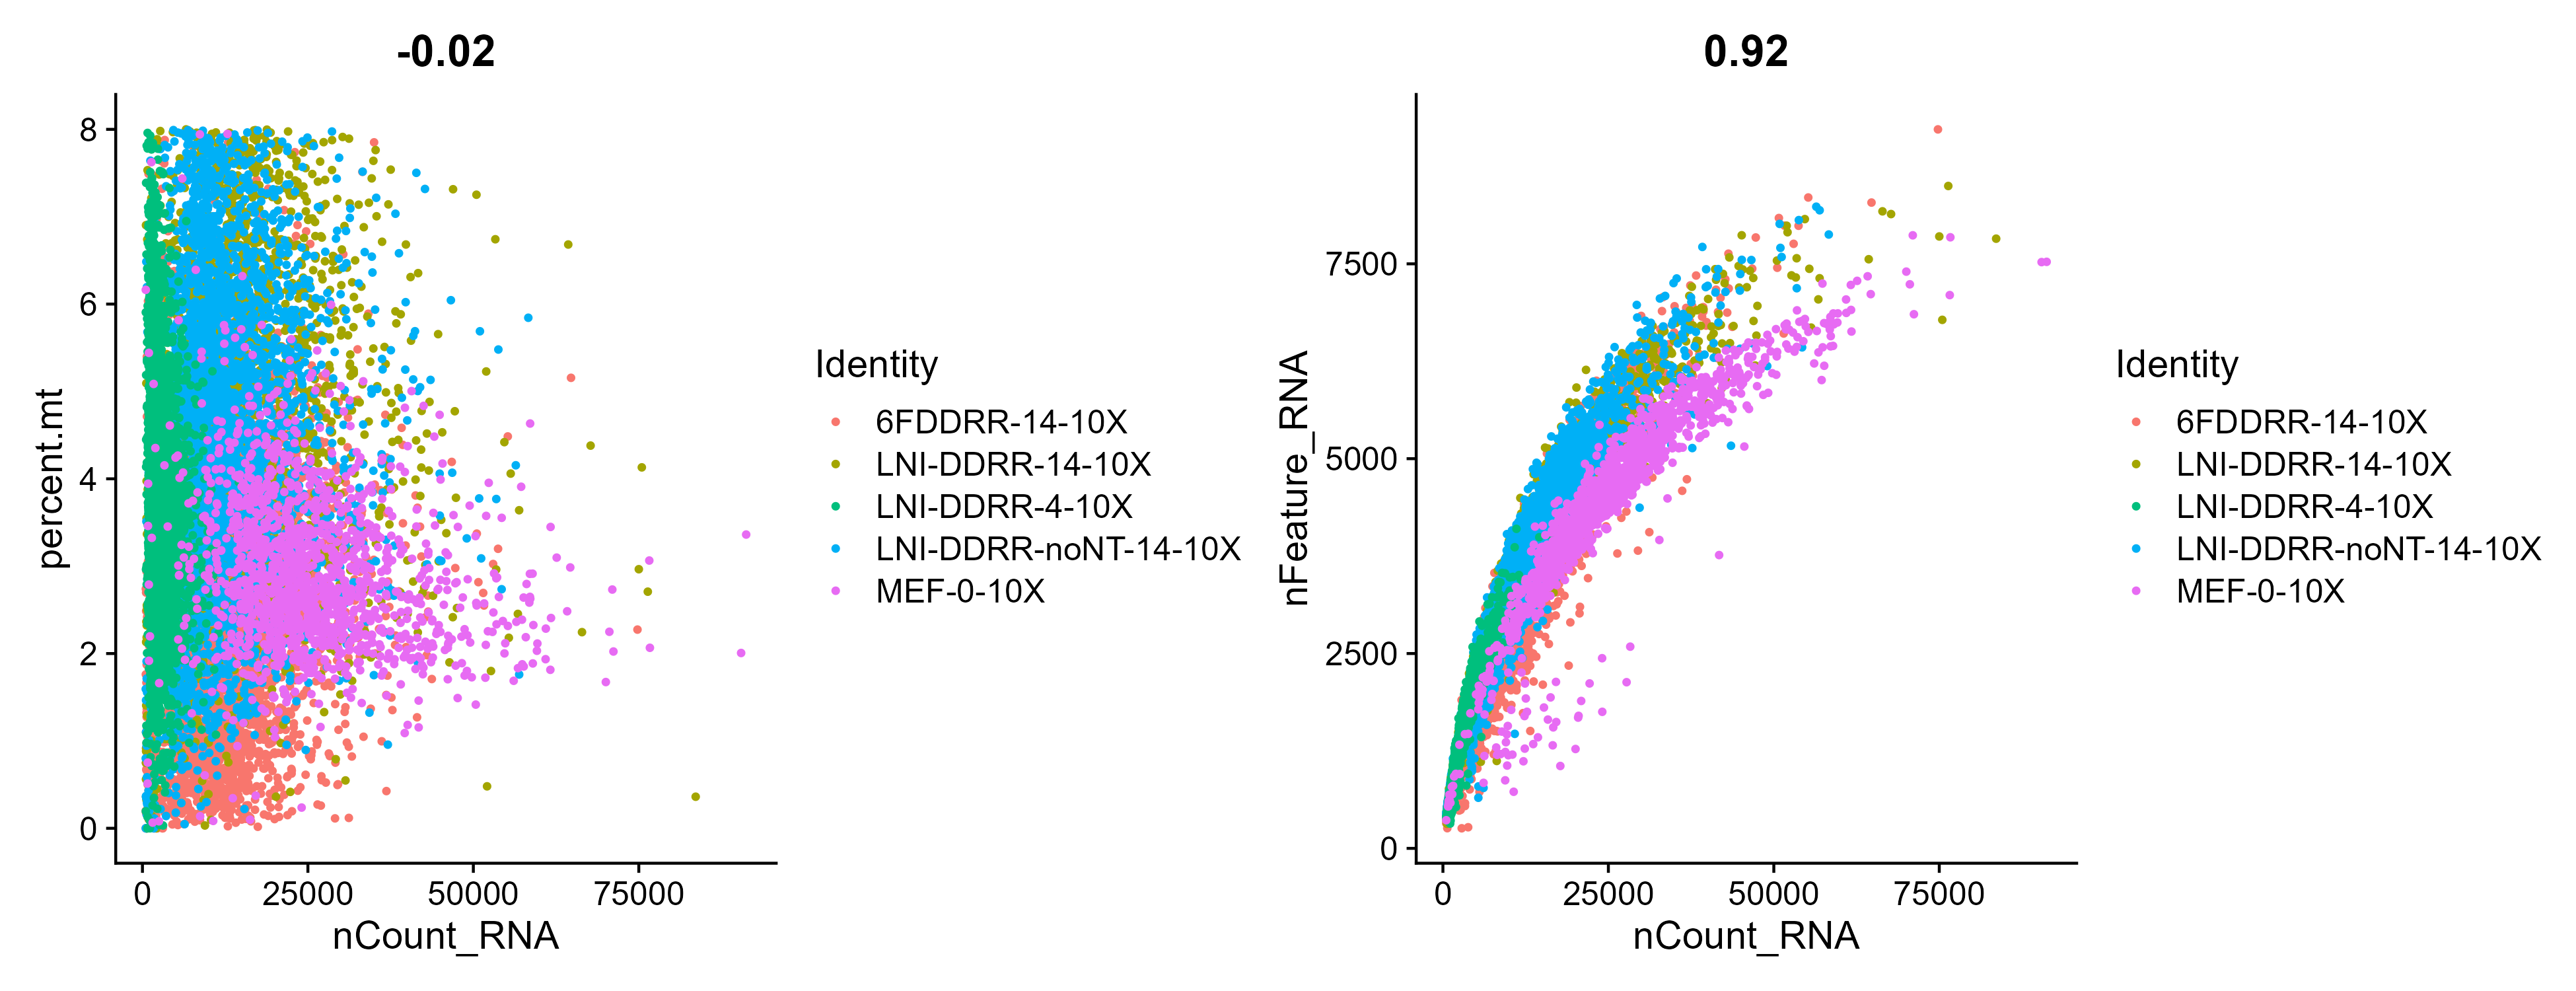 -0.02
percent.mt
8
6
4
2
0
0 25000 50000 75000
nCount_RNA
Identity
6FDDRR-14-10X
LNI-DDRR-14-10X
LNI-DDRR-4-10X
LNI-DDRR-noNT-14-10X
MEF-0-10X
0.92
nFeature_RNA
7500
5000
2500
0
0 25000 50000 75000
nCount_RNA
Identity
6FDDRR-14-10X
LNI-DDRR-14-10X
LNI-DDRR-4-10X
LNI-DDRR-noNT-14-10X
MEF-0-10X